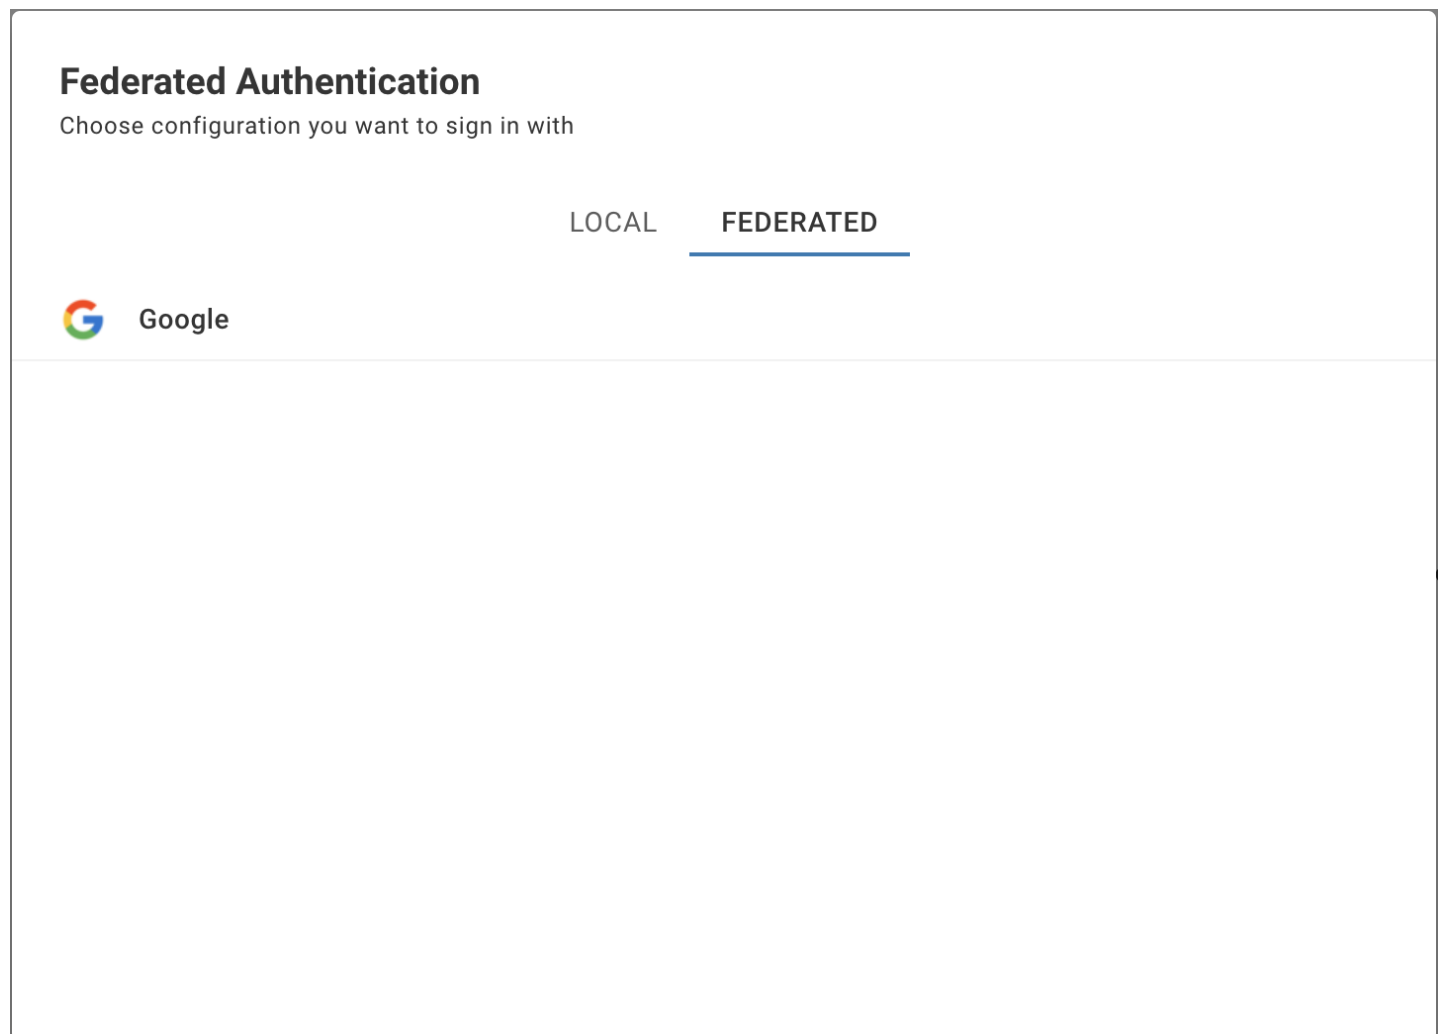 Federated Authentication
Choose configuration you want to sign in with
LOCAL FEDERATED
Google